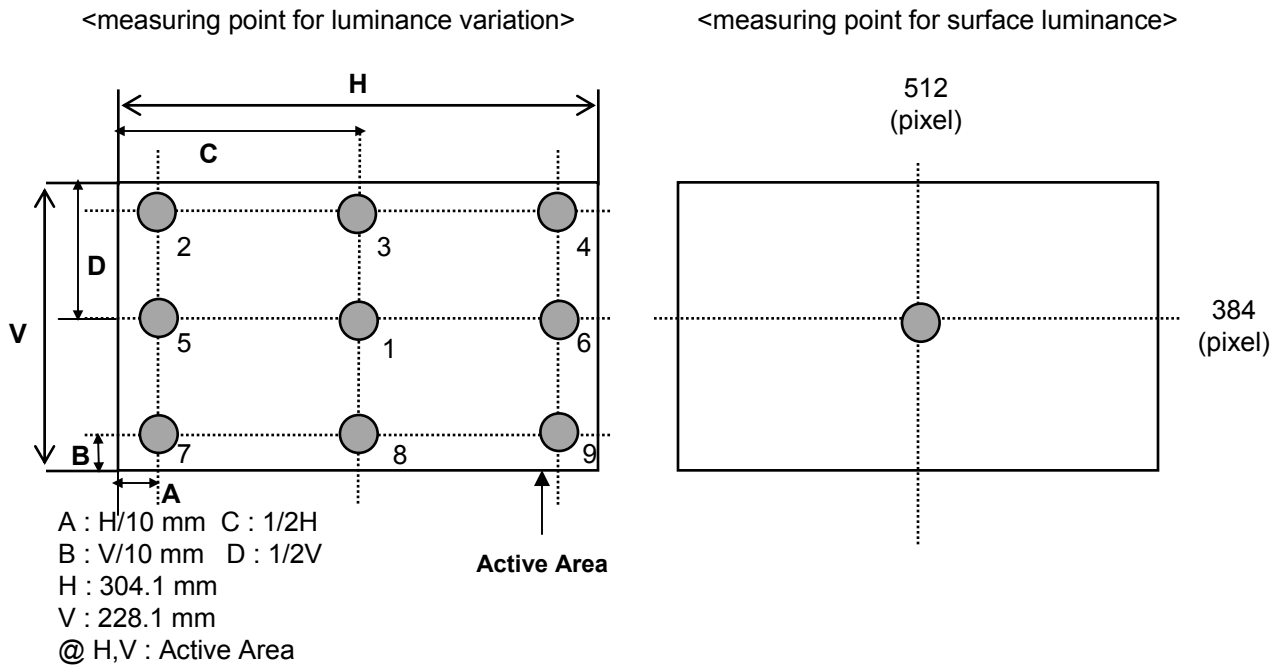 <measuring point for luminance variation>
<measuring point for surface luminance>
H
C
D
V
2
3
4
5
1
6
7
8
9
B
A
A : H/10 mm C : 1/2H
B : V/10 mm D : 1/2V
H : 304.1 mm
V : 228.1 mm
@ H,V : Active Area
Active Area
512
(pixel)
384
(pixel)